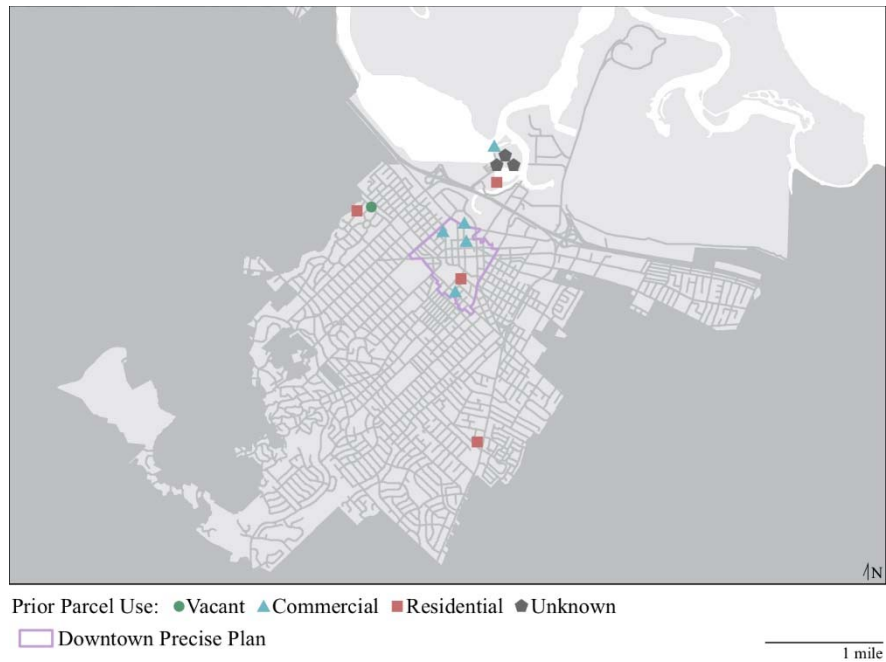 N
Prior Parcel Use: Vacant Commercial Residential Unknown
Downtown Precise Plan
1 mile